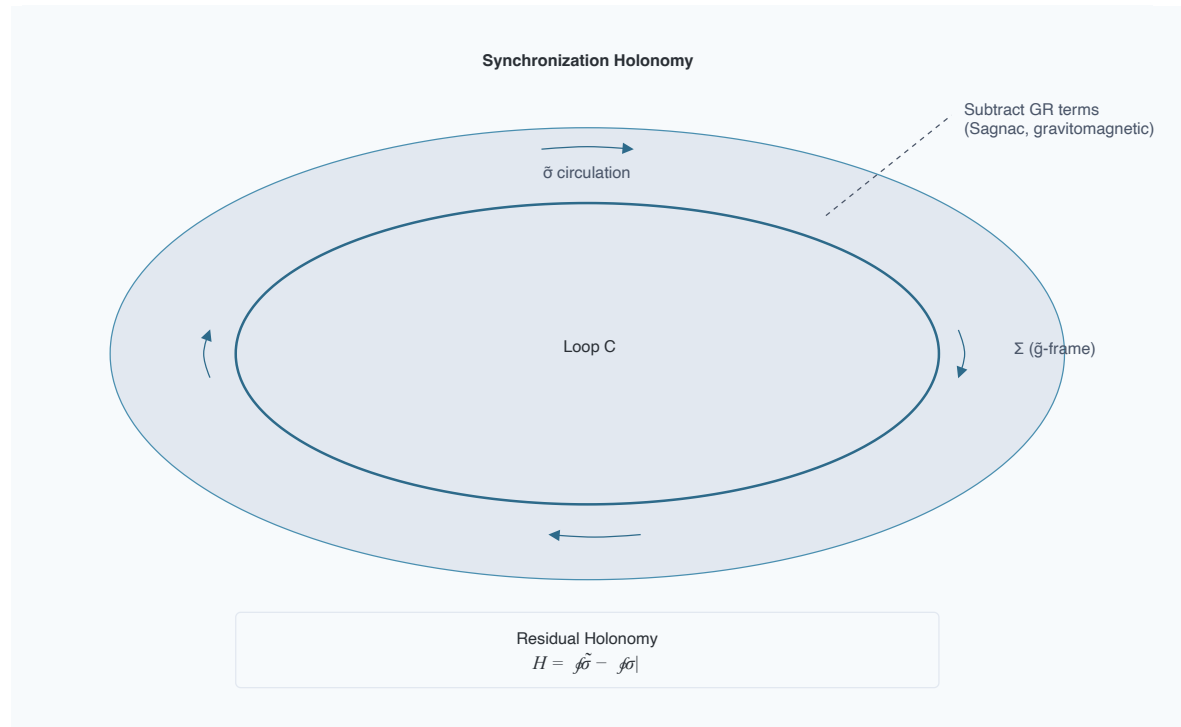 Synchronization Holonomy
Subtract GR terms
(Sagnac, gravitomagnetic)
σ̃ circulation
Loop C
Σ (g̃-frame)
Residual Holonomy
H = ∮σ̃ − ∮σ|